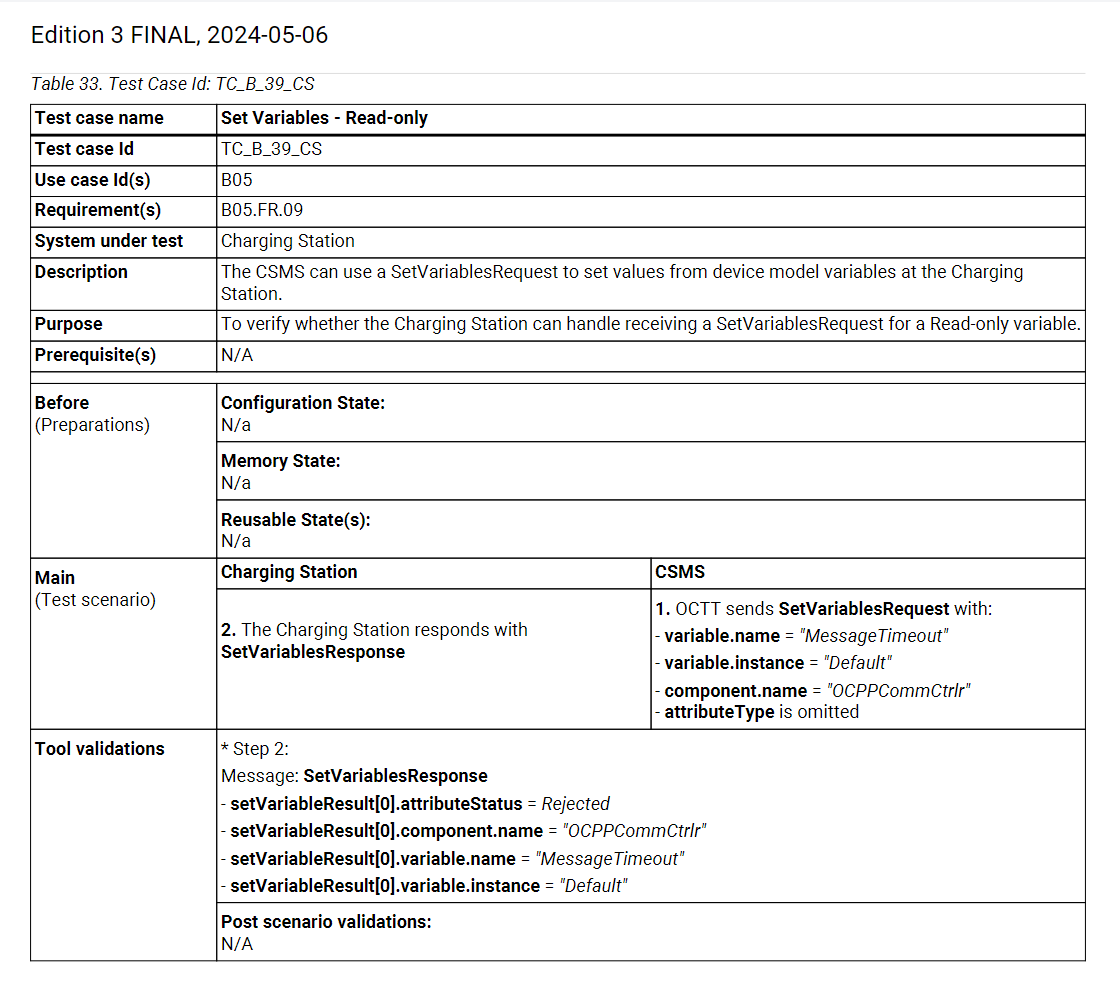 Edition 3 FINAL, 2024-05-06
Table 33. Test Case Id: TC_B_39_CS
Test case name Set Variables - Read-only
Test case Id TC_B_39_CS
Use case Id(s) B05
Requirement(s) B05.FR.09
System under test Charging Station
Description The CSMS can use a SetVariablesRequest to set values from device model variables at the Charging
Station.
Purpose To verify whether the Charging Station can handle receiving a SetVariablesRequest for a Read-only variable.
Prerequisite(s) N/A
Before
(Preparations)
Configuration State:
N/a
Memory State:
N/a
Reusable State(s):
N/a
Main
(Test scenario)
Charging Station
2. The Charging Station responds with
SetVariablesResponse
CSMS
1. OCTT sends SetVariablesRequest with:
- variable.name = "MessageTimeout"
- variable.instance = "Default"
- component.name = "OCPPCommCtrlr"
- attributeType is omitted
Tool validations
* Step 2:
Message: SetVariablesResponse
- setVariableResult[0].attributeStatus = Rejected
- setVariableResult[0].component.name = "OCPPCommCtrlr"
- setVariableResult[0].variable.name = "MessageTimeout"
- setVariableResult[0].variable.instance = "Default"
Post scenario validations:
N/A